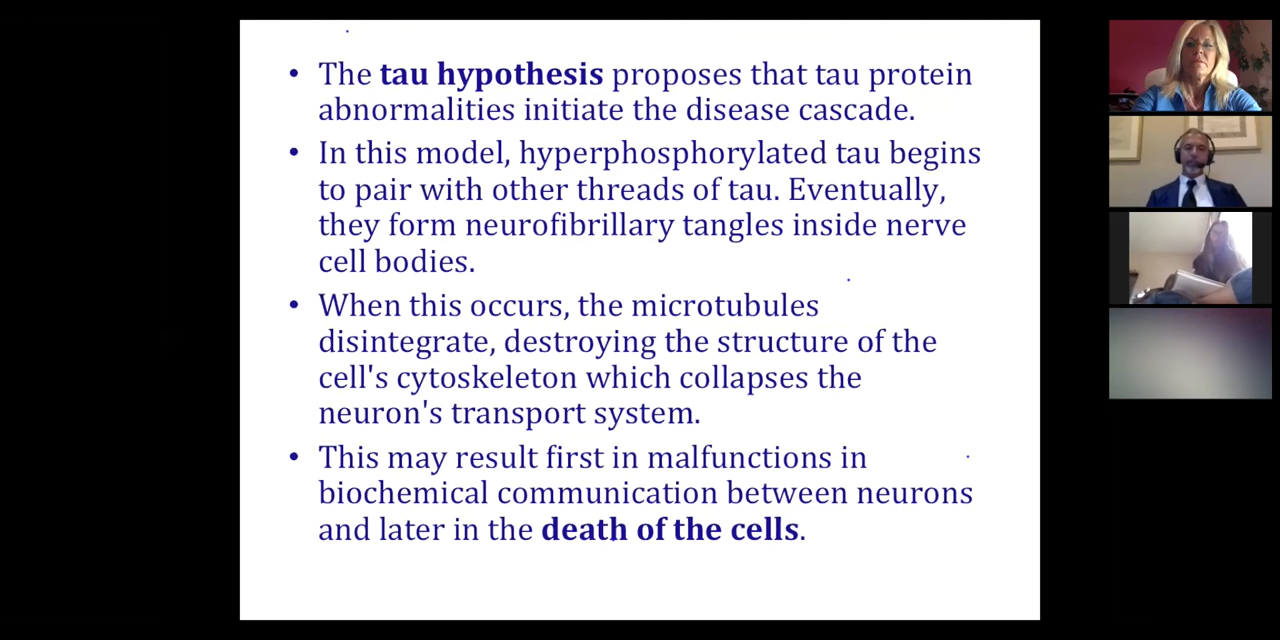 • The tau hypothesis proposes that tau protein
abnormalities initiate the disease cascade.
• In this model, hyperphosphorylated tau begins
to pair with other threads of tau. Eventually,
they form neurofibrillary tangles inside nerve
cell bodies.
• When this occurs, the microtubules
disintegrate, destroying the structure of the
cell's cytoskeleton which collapses the
neuron's transport system.
• This may result first in malfunctions in
biochemical communication between neurons
and later in the death of the cells.